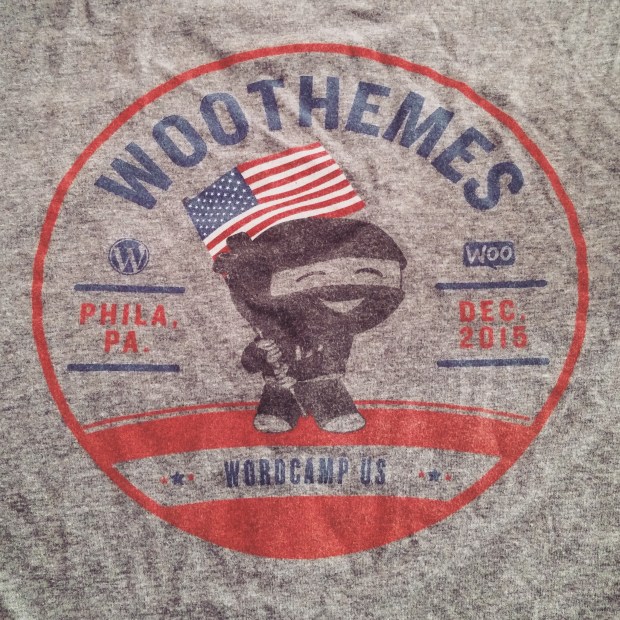 WOOTHEMES
W
WOO
PHILA,
PA.
DEC.
2015
WORDCAMP US